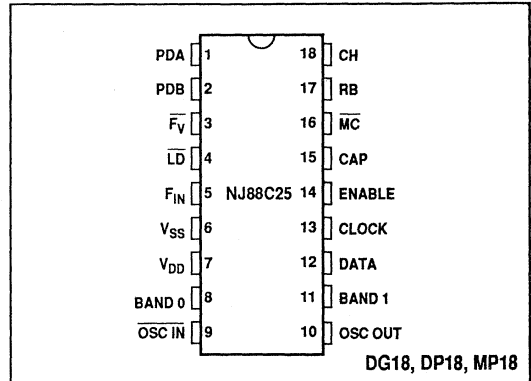 PDA 1 18 CH
PDB 2 17 RB
F̅V̅ 3 16 M̅C̅
L̅D̅ 4 15 CAP
FIN 5 NJ88C25 14 ENABLE
VSS 6 13 CLOCK
VDD 7 12 DATA
BAND 0 8 11 BAND 1
O̅S̅C̅ I̅N̅ 9 10 OSC OUT
DG18, DP18, MP18